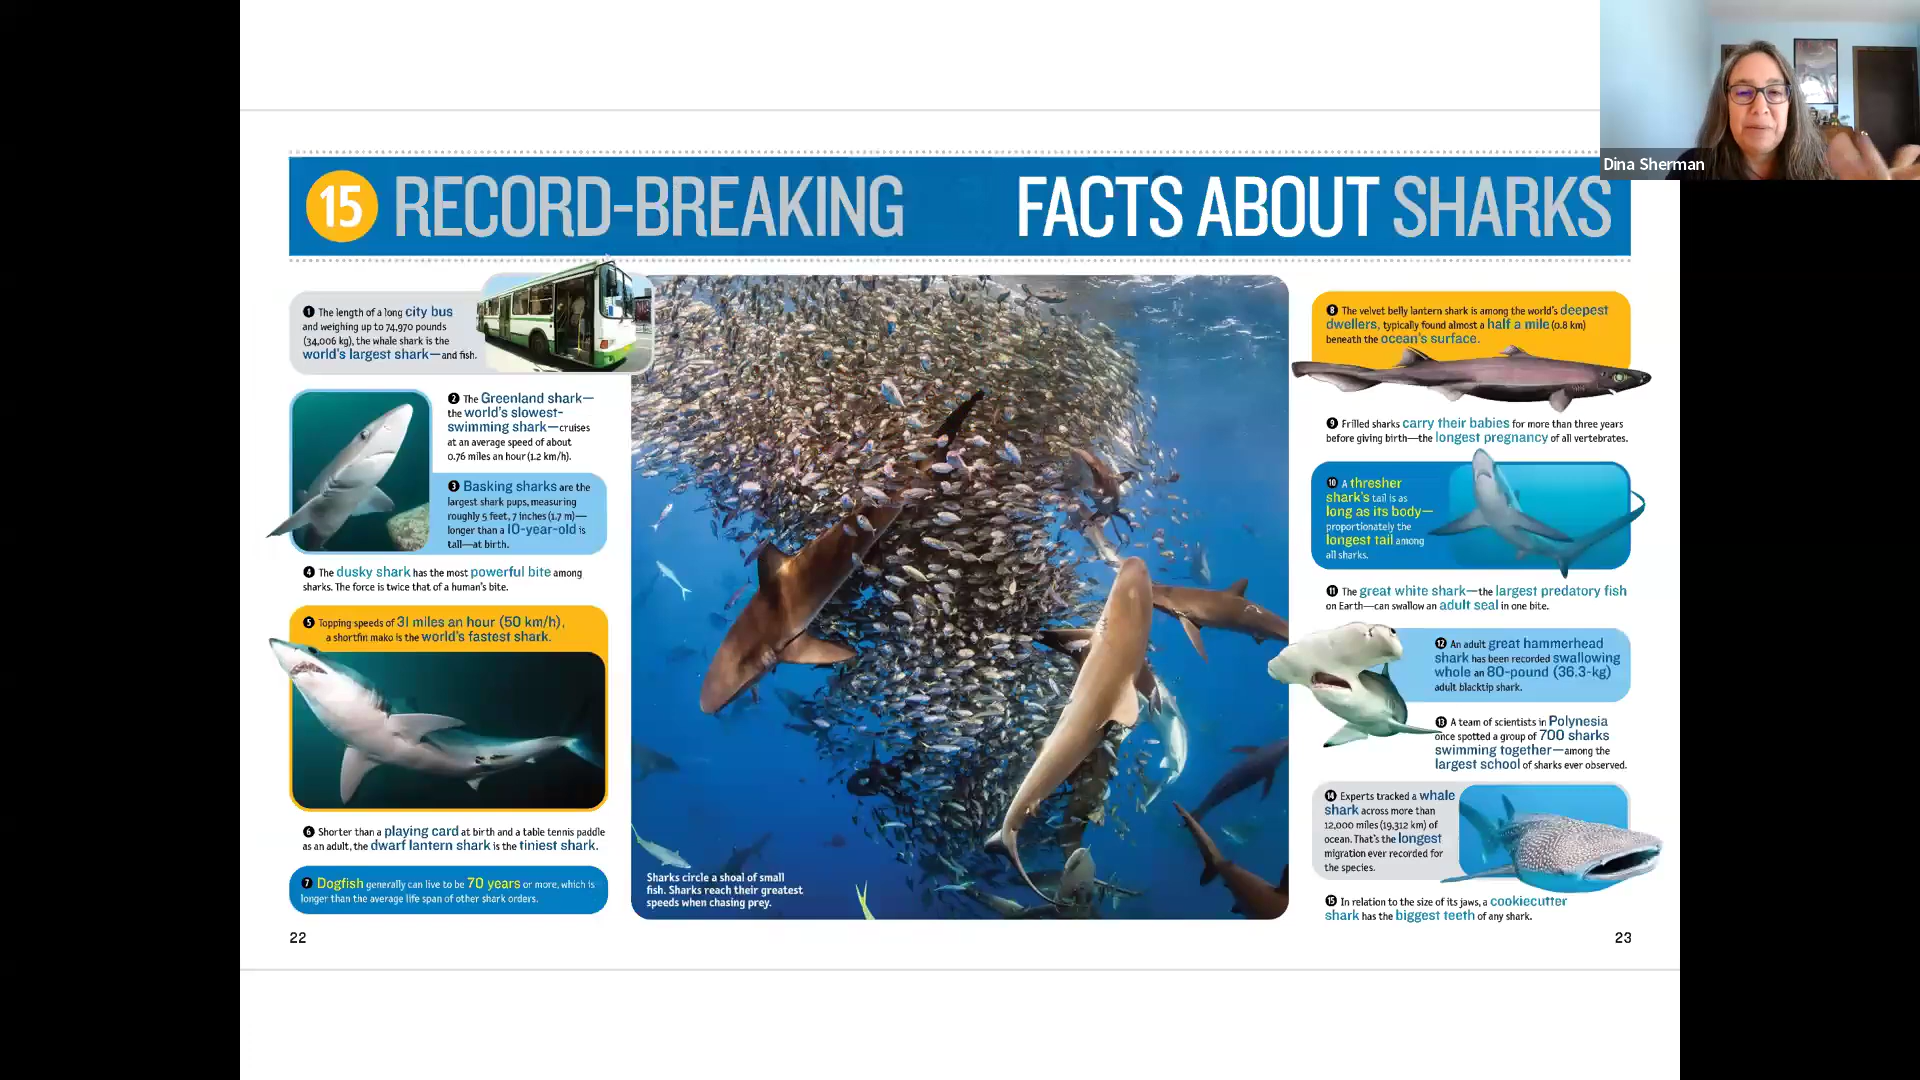 15 RECORD-BREAKING FACTS ABOUT SHARKS
Dina Sherman
1 The length of a long city bus
and weighing up to 74,970 pounds
(34,006 kg), the whale shark is the
world's largest shark—and fish.
2 The Greenland shark—
the world's slowest-
swimming shark—cruises
at an average speed of about
0.76 miles an hour (1.2 km/h).
3 Basking sharks are the
largest shark pups, measuring
roughly 5 feet, 7 inches (1.7 m)—
longer than a 10-year-old is
tall—at birth.
4 The dusky shark has the most powerful bite among
sharks. The force is twice that of a human's bite.
5 Topping speeds of 31 miles an hour (50 km/h),
a shortfin mako is the world's fastest shark.
6 Shorter than a playing card at birth and a table tennis paddle
as an adult, the dwarf lantern shark is the tiniest shark.
7 Dogfish generally can live to be 70 years or more, which is
longer than the average life span of other shark orders.
22
Sharks circle a shoal of small
fish. Sharks reach their greatest
speeds when chasing prey.
8 The velvet belly lantern shark is among the world's deepest
dwellers, typically found almost a half a mile (0.8 km)
beneath the ocean's surface.
9 Frilled sharks carry their babies for more than three years
before giving birth—the longest pregnancy of all vertebrates.
10 A thresher
shark's tail is as
long as its body—
proportionately the
longest tail among
all sharks.
11 The great white shark—the largest predatory fish
on Earth—can swallow an adult seal in one bite.
12 An adult great hammerhead
shark has been recorded swallowing
whole an 80-pound (36.3-kg)
adult blacktip shark.
13 A team of scientists in Polynesia
once spotted a group of 700 sharks
swimming together—among the
largest school of sharks ever observed.
14 Experts tracked a whale
shark across more than
12,000 miles (19,312 km) of
ocean. That's the longest
migration ever recorded for
the species.
15 In relation to the size of its jaws, a cookiecutter
shark has the biggest teeth of any shark.
23